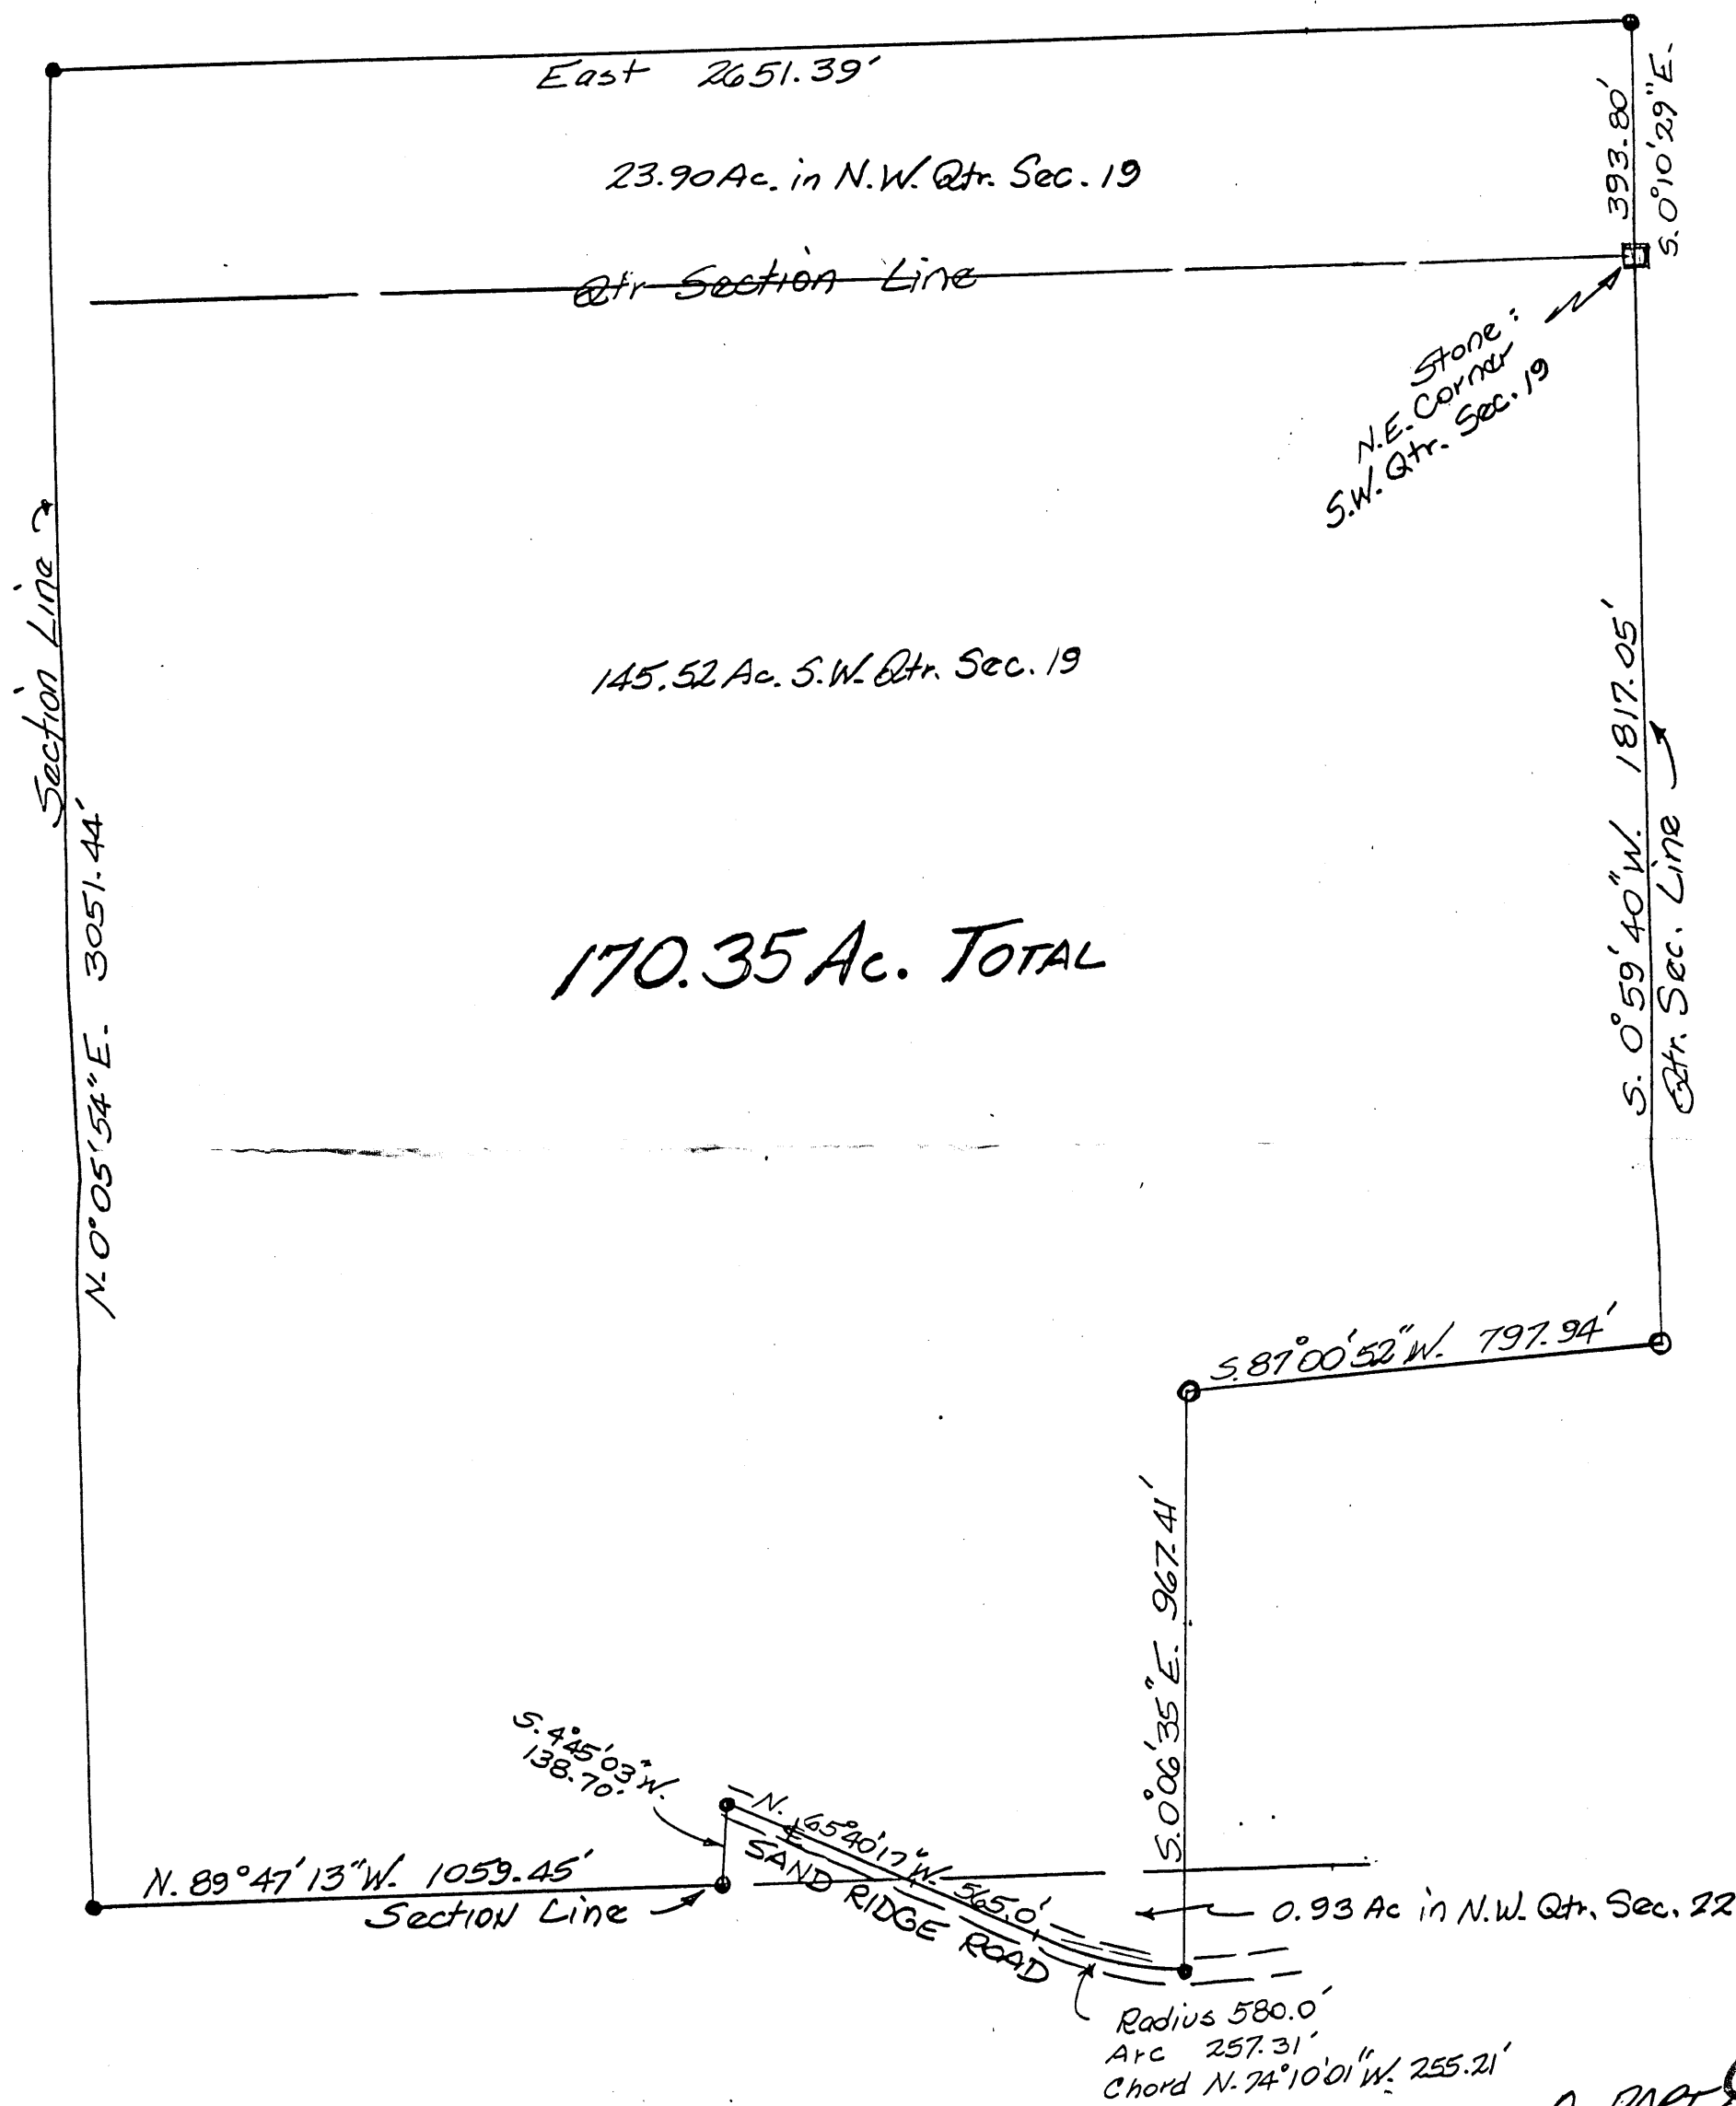 East 2651.39'
393.80'
S.0°10'29"E.
23.90 Ac. in N.W. Qtr. Sec. 19
Qtr Section Line
Stone:
N.E. Corner
S.W. Qtr. Sec. 19
Section Line
145.52 Ac. S.W. Qtr. Sec. 19
S. 0°59'40"W. 1817.05'
Qtr. Sec. Line
N. 0°05'54"E. 3051.44'
170.35 Ac. TOTAL
S.87°00'52"W. 797.94'
S.0°06'35"E. 967.41'
S.4°45'03"W.
138.70'
N. 65°40'17"W. 565.0'
SAND RIDGE ROAD
N. 89°47'13"W. 1059.45'
Section Line
0.93 Ac in N.W. Qtr. Sec. 22
Radius 580.0'
Arc 257.31'
Chord N. 74°10'01"W. 255.21'
A PART